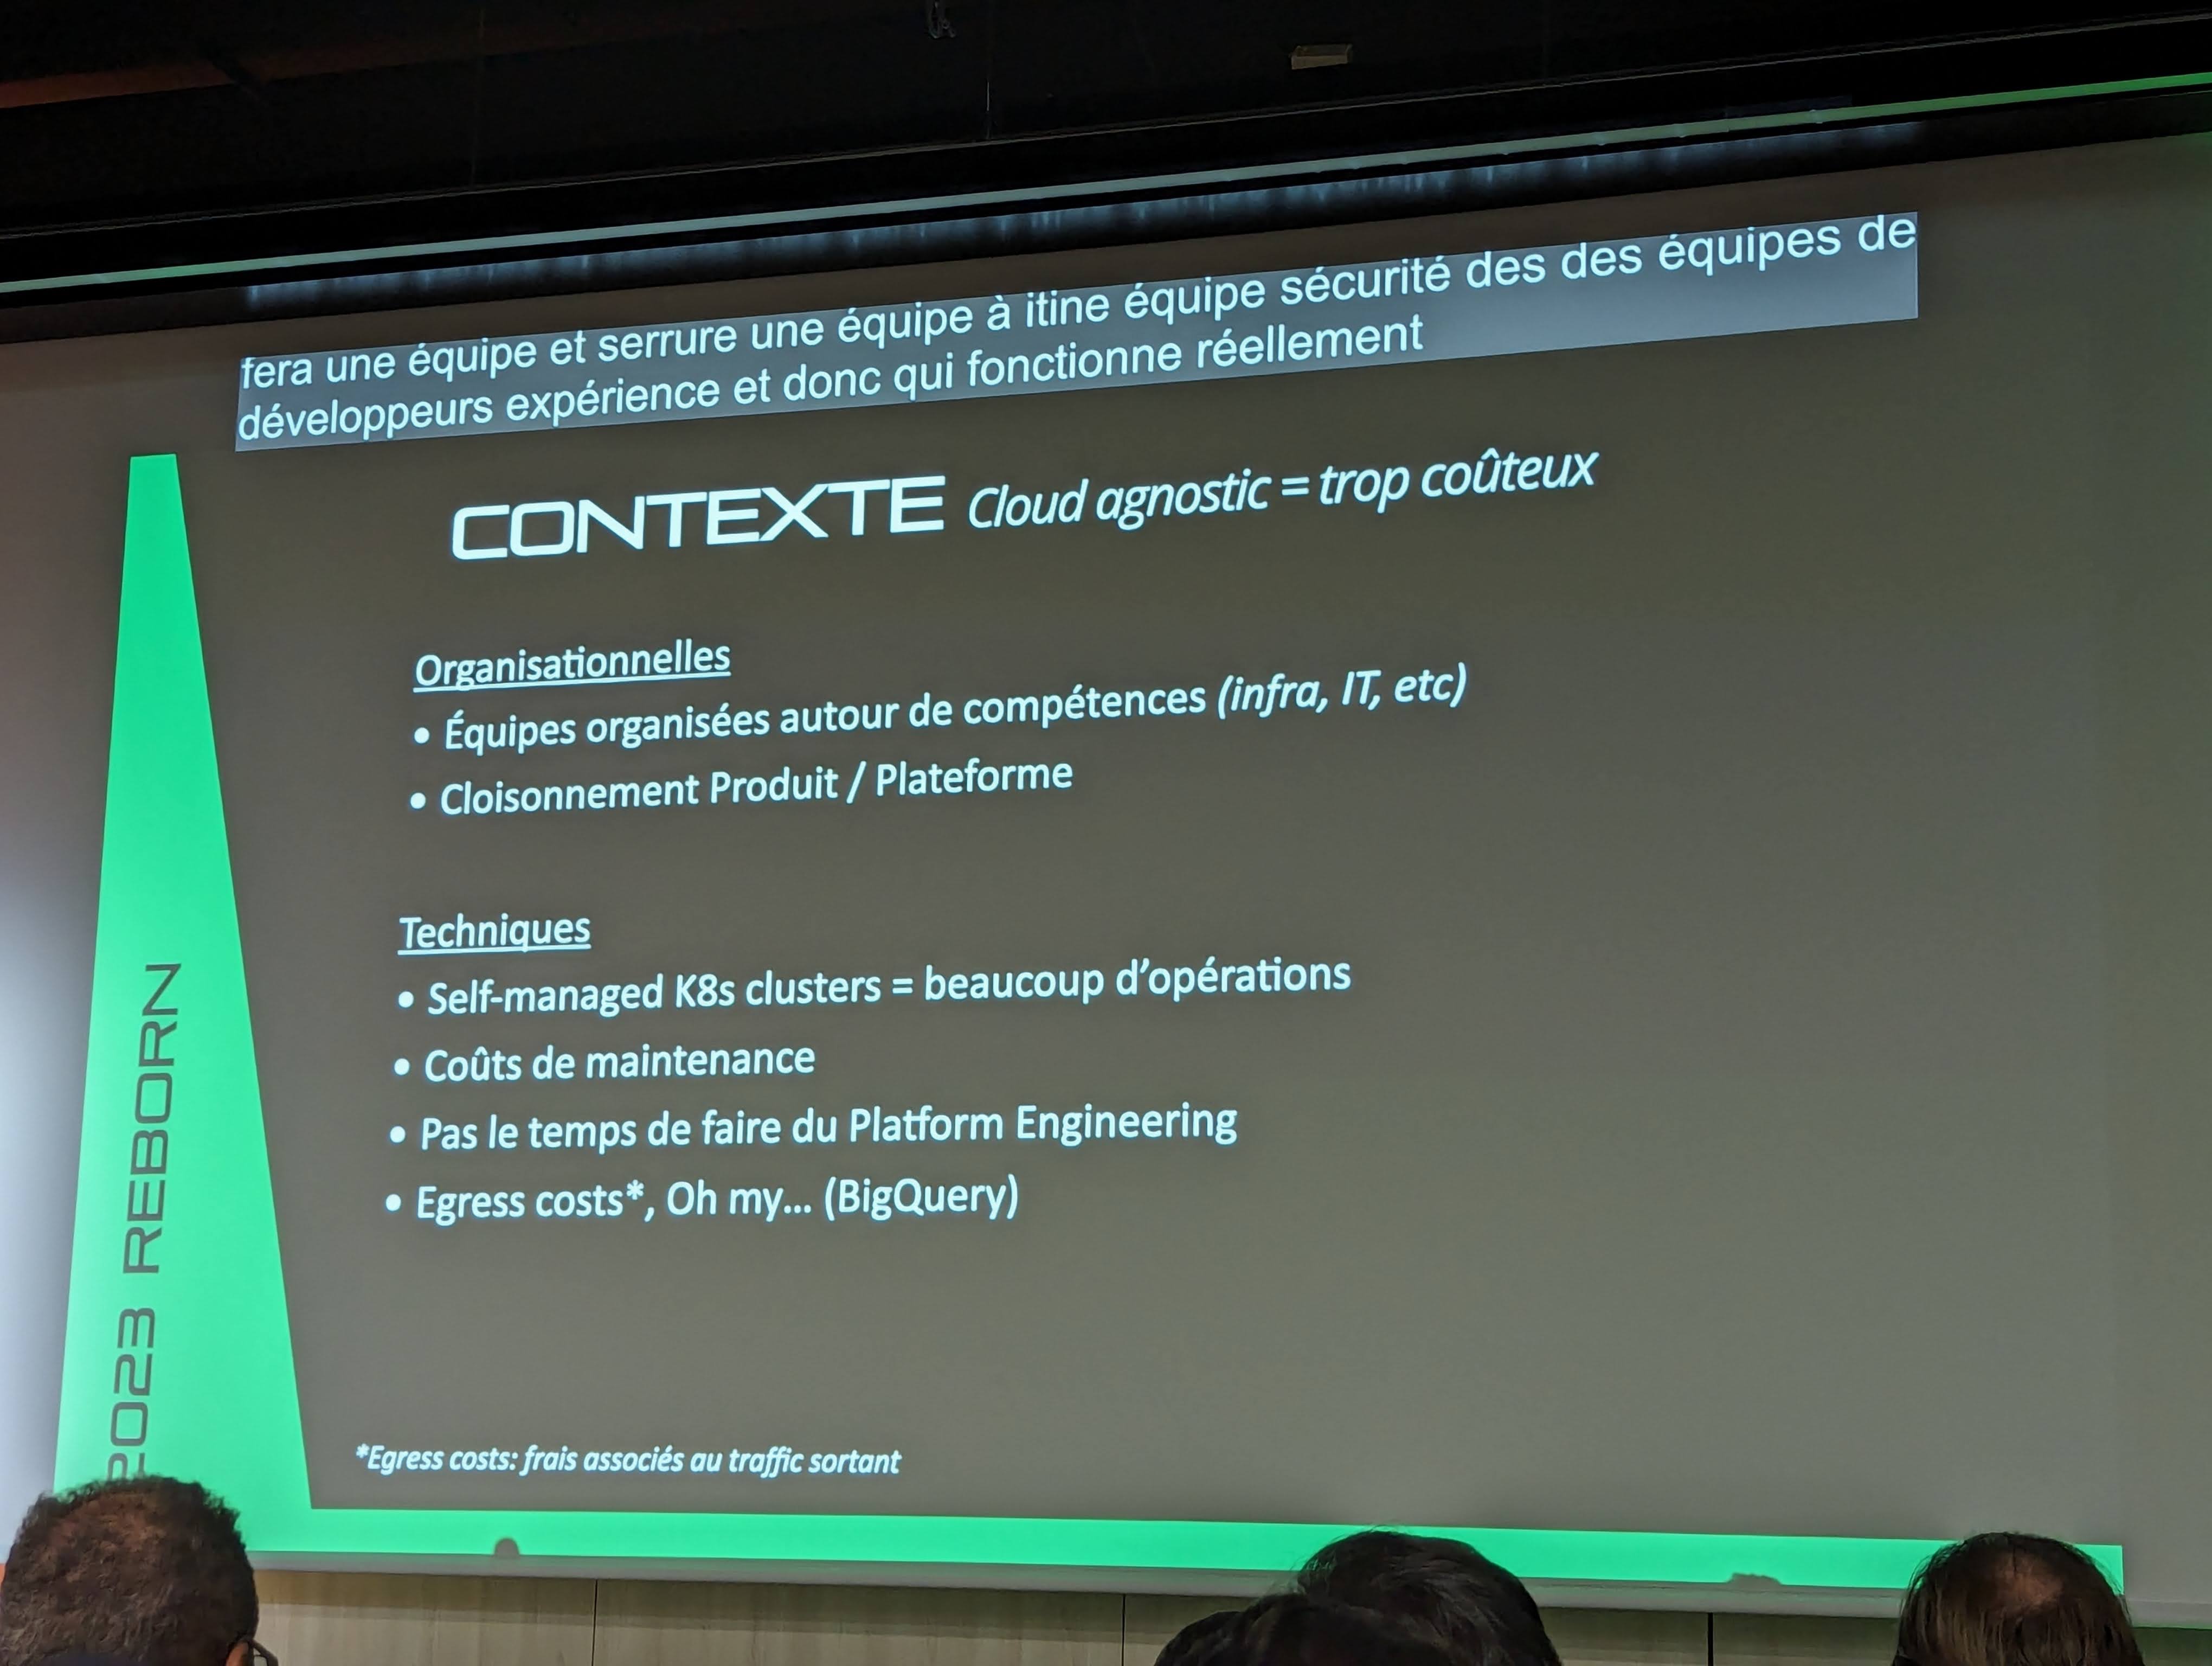 fera une équipe et serrure une équipe à itine équipe sécurité des des équipes de
développeurs expérience et donc qui fonctionne réellement
CONTEXTE Cloud agnostic = trop coûteux
Organisationnelles
• Équipes organisées autour de compétences (infra, IT, etc)
• Cloisonnement Produit / Plateforme
Techniques
• Self-managed K8s clusters = beaucoup d'opérations
• Coûts de maintenance
• Pas le temps de faire du Platform Engineering
• Egress costs*, Oh my... (BigQuery)
*Egress costs: frais associés au traffic sortant
2023 REBORN